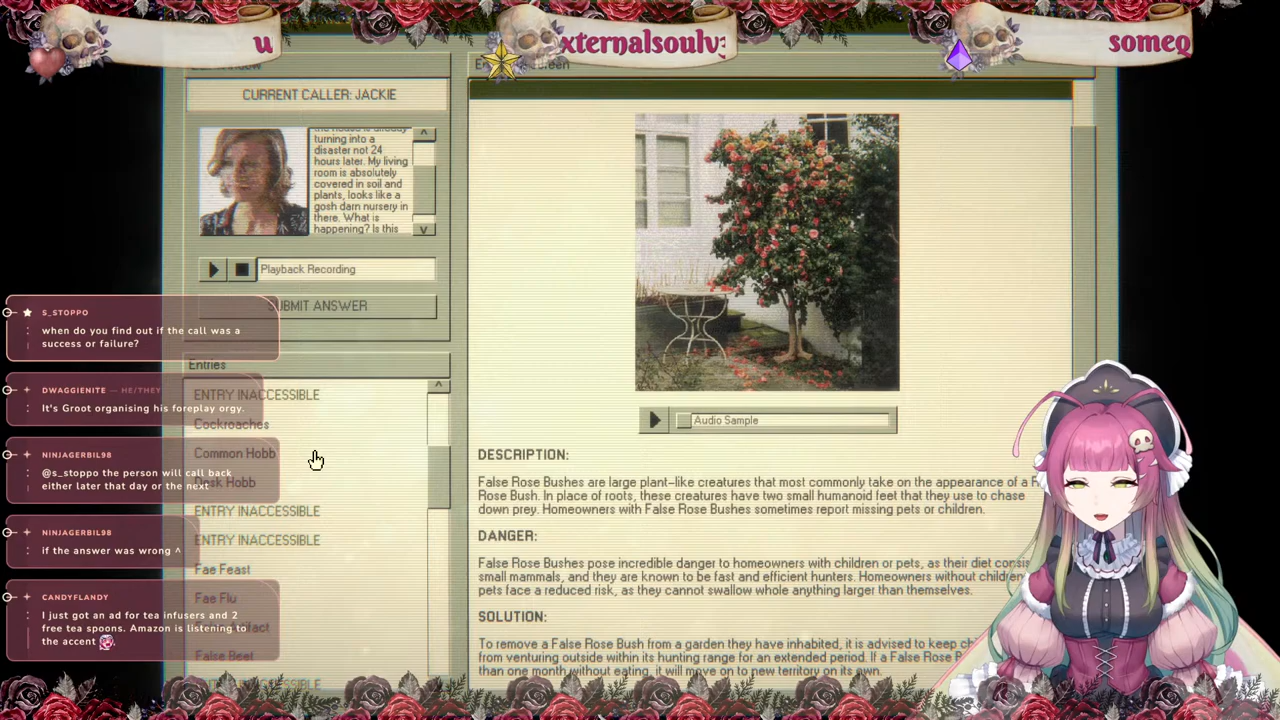 u
xternalsoulv
someq
CURRENT CALLER: JACKIE
turning into a
disaster not 24
hours later. My living
room is absolutely
covered in soil and
plants, looks like a
gosh darn nursery in
there. What is
happening? Is this
Playback Recording
UBMIT ANSWER
Entries
ENTRY INACCESSIBLE
Cockroaches
Common Hobb
sk Hobb
ENTRY INACCESSIBLE
ENTRY INACCESSIBLE
Fae Feast
Fae Flu
ifact
False Beet
Audio Sample
DESCRIPTION:
False Rose Bushes are large plant-like creatures that most commonly take on the appearance of a R
Rose Bush. In place of roots, these creatures have two small humanoid feet that they use to chase
down prey. Homeowners with False Rose Bushes sometimes report missing pets or children.
DANGER:
False Rose Bushes pose incredible danger to homeowners with children or pets, as their diet consis
small mammals, and they are known to be fast and efficient hunters. Homeowners without children
pets face a reduced risk, as they cannot swallow whole anything larger than themselves.
SOLUTION:
To remove a False Rose Bush from a garden they have inhabited, it is advised to keep ch
from venturing outside within its hunting range for an extended period. If a False Rose B
than one month without eating, it will move on to new territory on its own.
S_STOPPO
when do you find out if the call was a
success or failure?
DWAGGIENITE — HE/THEY
It's Groot organising his foreplay orgy.
NINJAGERBIL98
@s_stoppo the person will call back
either later that day or the next
NINJAGERBIL98
if the answer was wrong ^
CANDYFLANDY
I just got an ad for tea infusers and 2
free tea spoons. Amazon is listening to
the accent